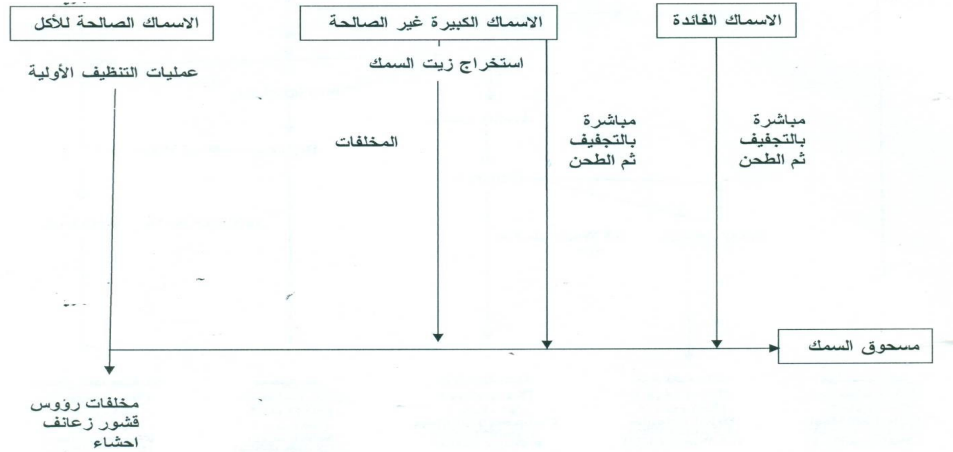 الاسماك الصالحة للأكل
الاسماك الكبيرة غير الصالحة
الاسماك الفائدة
عمليات التنظيف الأولية
استخراج زيت السمك
المخلفات
مباشرة
بالتجفيف
ثم الطحن
مباشرة
بالتجفيف
ثم الطحن
مسحوق السمك
مخلفات رؤوس
قشور زعانف
احشاء